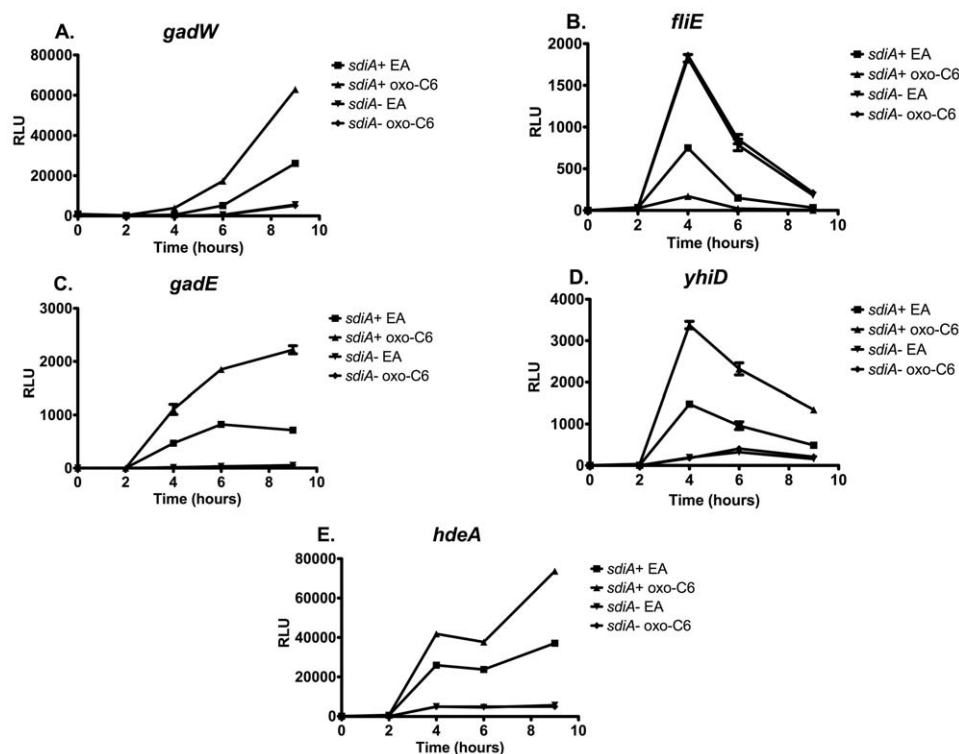 A. gadW
80000
60000
40000
20000
0
RLU
0 2 4 6 8 10
Time (hours)
sdiA+ EA
sdiA+ oxo-C6
sdiA- EA
sdiA- oxo-C6
B. fliE
2000
1500
1000
500
0
RLU
0 2 4 6 8 10
Time (hours)
sdiA+ EA
sdiA+ oxo-C6
sdiA- EA
sdiA- oxo-C6
C. gadE
3000
2000
1000
0
RLU
0 2 4 6 8 10
Time (hours)
sdiA+ EA
sdiA+ oxo-C6
sdiA- EA
sdiA- oxo-C6
D. yhiD
4000
3000
2000
1000
0
RLU
0 2 4 6 8 10
Time (hours)
sdiA+ EA
sdiA+ oxo-C6
sdiA- EA
sdiA- oxo-C6
E. hdeA
80000
60000
40000
20000
0
RLU
0 2 4 6 8 10
Time (hours)
sdiA+ EA
sdiA+ oxo-C6
sdiA- EA
sdiA- oxo-C6